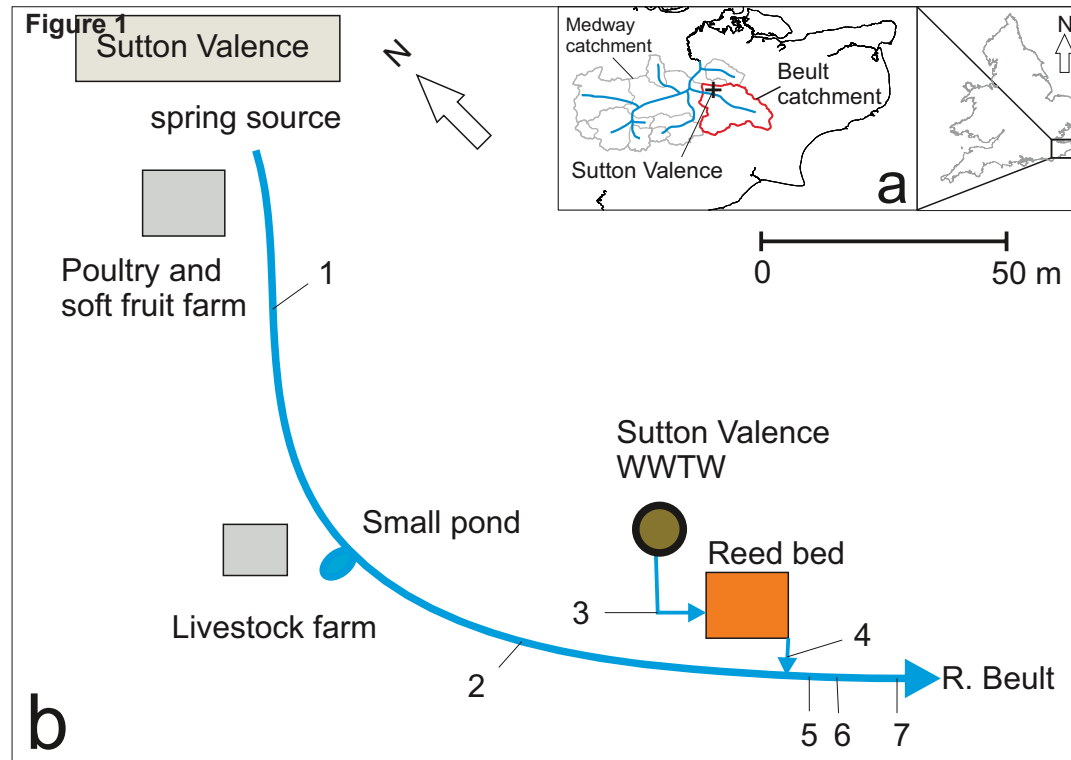 Figure 1
Sutton Valence
N
spring source
Poultry and
soft fruit farm
1
Small pond
Livestock farm
2
Sutton Valence
WWTW
Reed bed
3
4
5
6
7
R. Beult
b
Medway
catchment
Beult
catchment
Sutton Valence
a
N
0
50 m